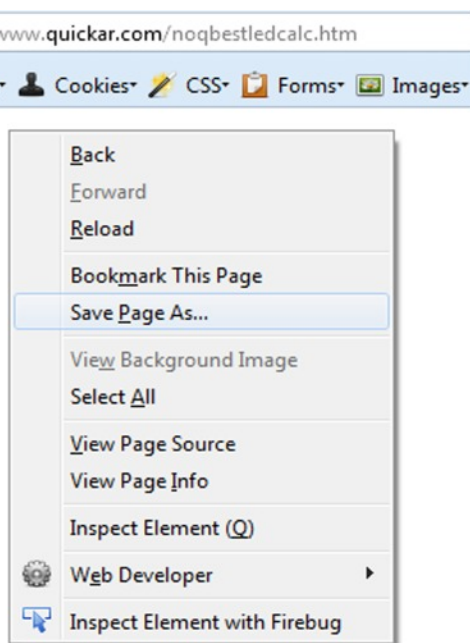 www.quickar.com/noqbestledcalc.htm
Cookies CSS Forms Images
Back
Forward
Reload
Bookmark This Page
Save Page As...
View Background Image
Select All
View Page Source
View Page Info
Inspect Element (Q)
Web Developer
Inspect Element with Firebug